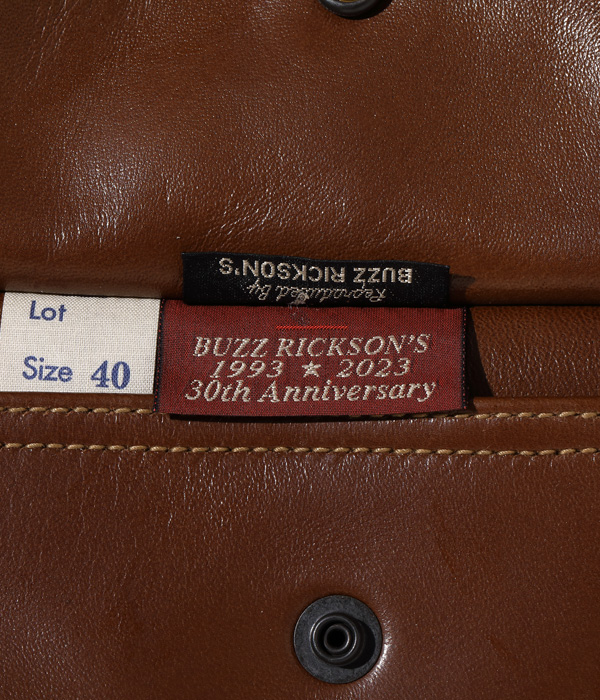 Reproduced By
BUZZ RICKSON'S
Lot
Size 40
BUZZ RICKSON'S
1993 ★ 2023
30th Anniversary